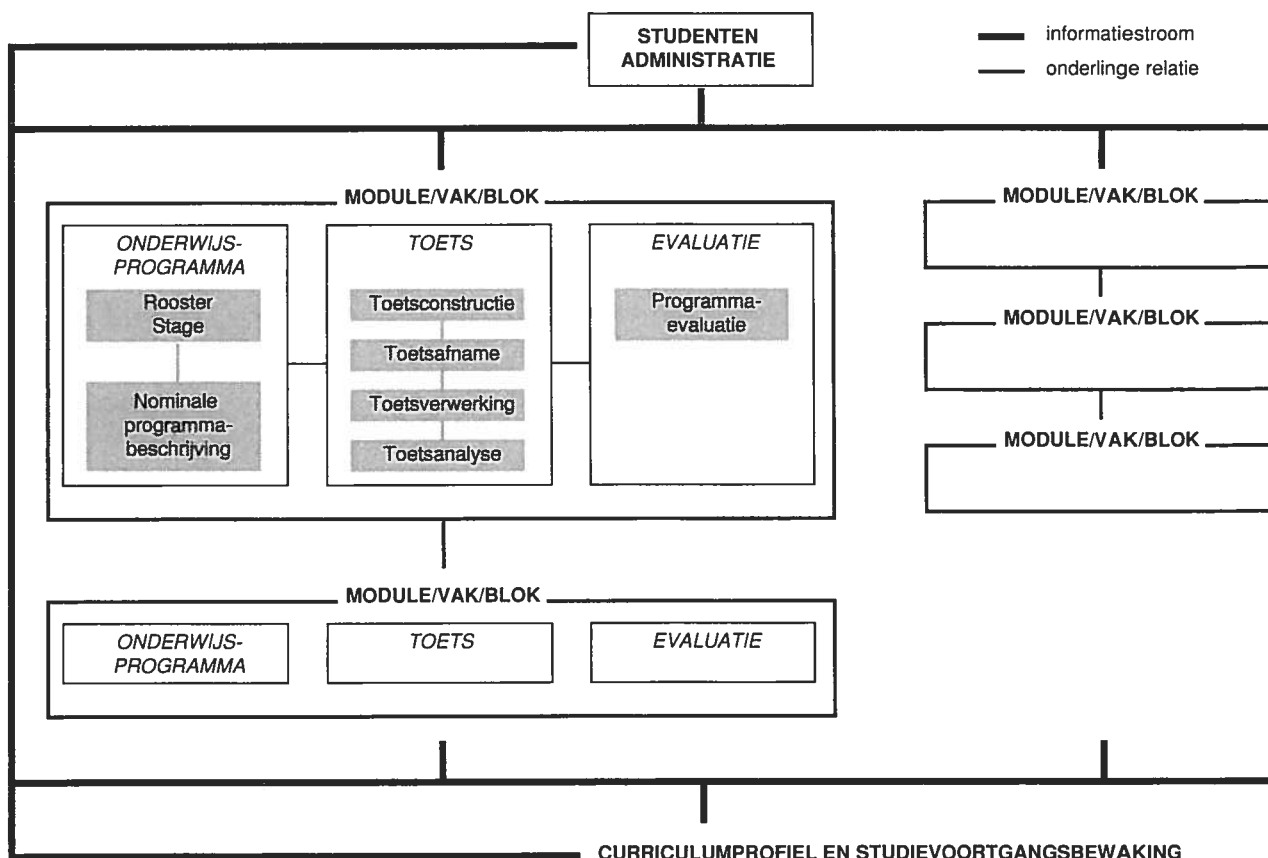 STUDENTEN
ADMINISTRATIE
informatiestroom
onderlinge relatie
MODULE/VAK/BLOK
ONDERWIJS-
PROGRAMMA
Rooster
Stage
Nominale
programma-
beschrijving
TOETS
Toetsconstructie
Toetsafname
Toetsverwerking
Toetsanalyse
EVALUATIE
Programma-
evaluatie
MODULE/VAK/BLOK
ONDERWIJS-
PROGRAMMA
TOETS
EVALUATIE
MODULE/VAK/BLOK
MODULE/VAK/BLOK
MODULE/VAK/BLOK
CURRICULUMPROFIEL EN STUDIEVOORTGANGSBEWAKING